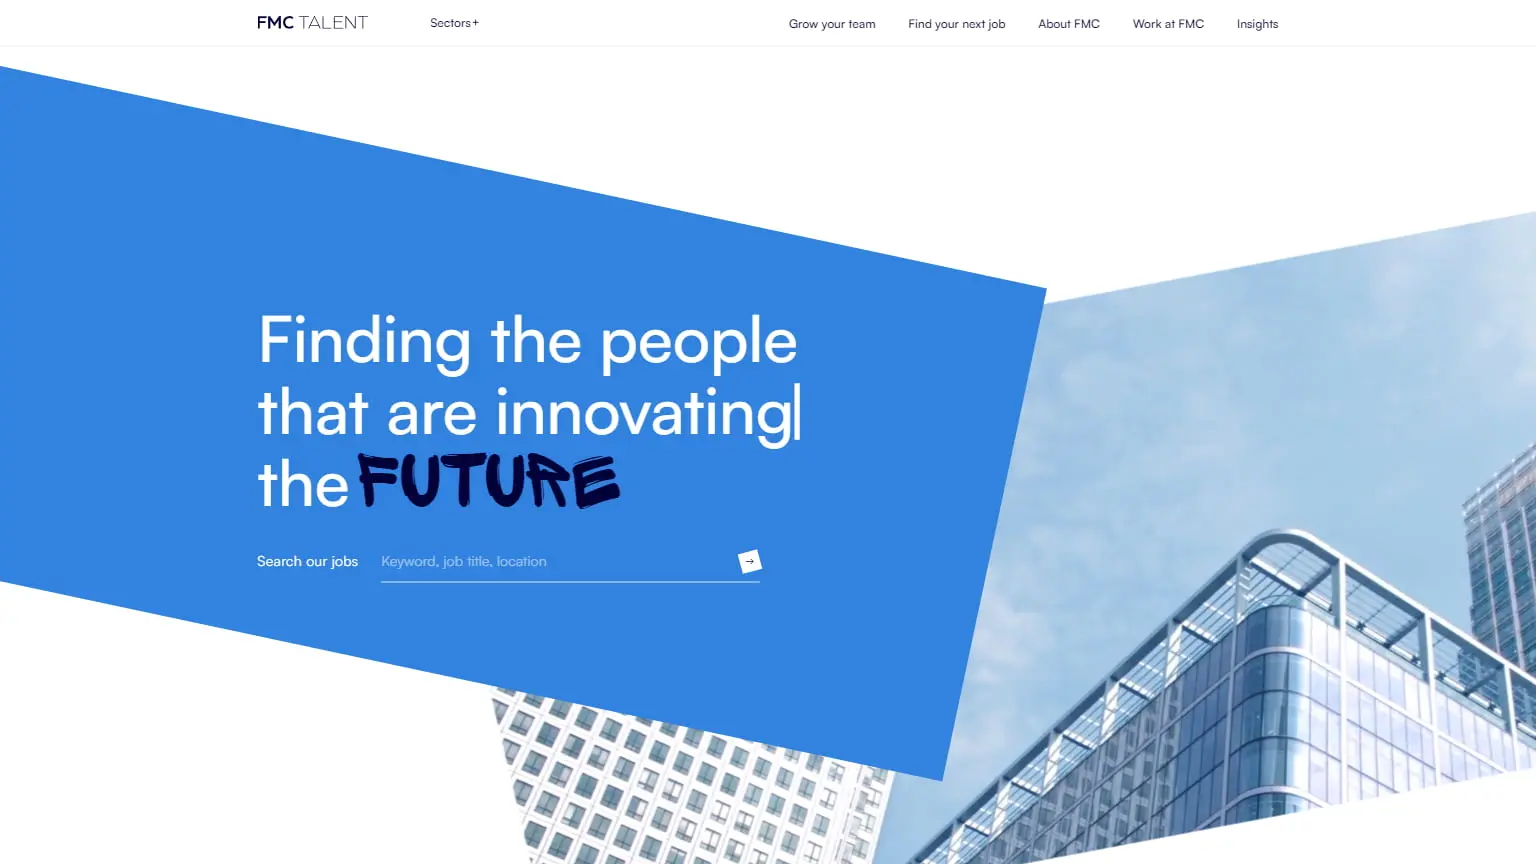 FMC TALENT
Sectors+
Grow your team
Find your next job
About FMC
Work at FMC
Insights
Finding the people
that are innovating|
the FUTURE
Search our jobs
Keyword, job title, location
→